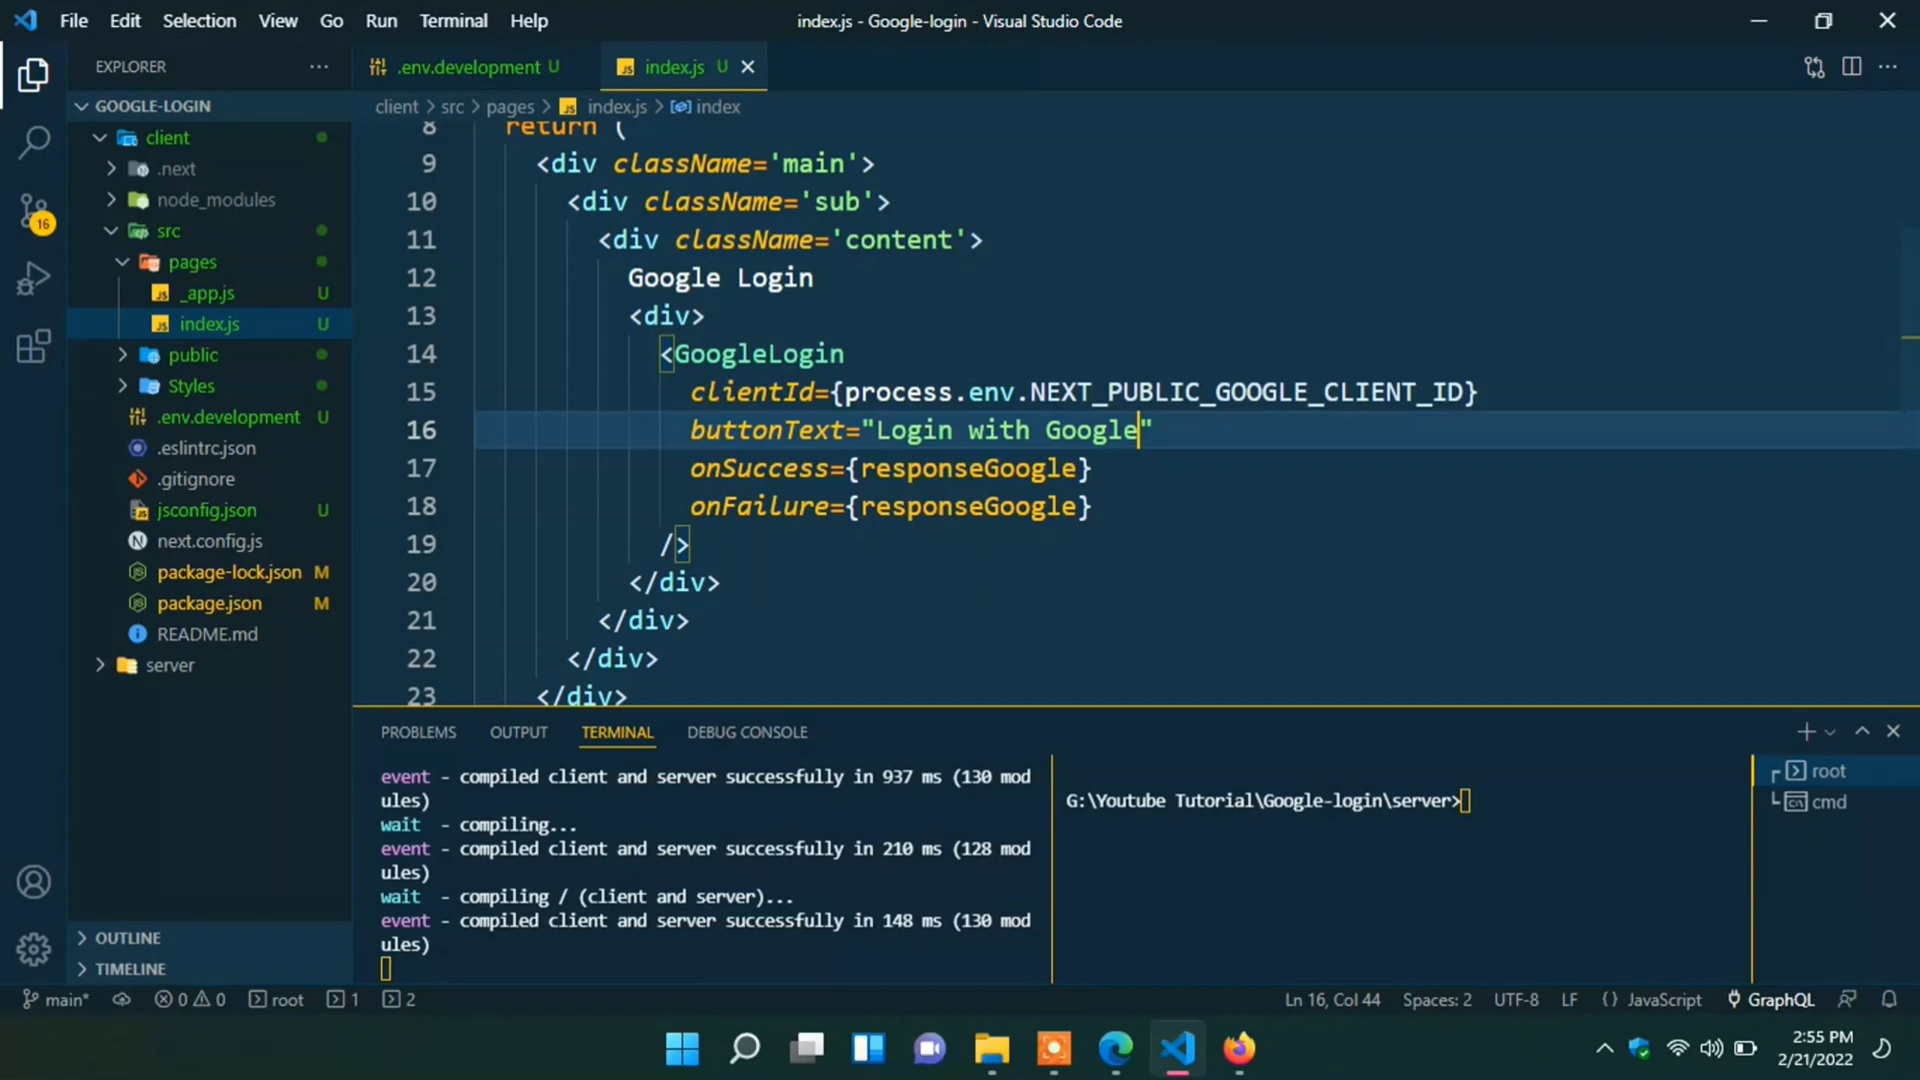 File Edit Selection View Go Run Terminal Help
index.js - Google-login - Visual Studio Code
EXPLORER
.env.development U
index.js U
GOOGLE-LOGIN
client > src > pages > index.js > index
client
.next
node_modules
src
pages
_app.js U
index.js U
public
Styles
.env.development U
.eslintrc.json
.gitignore
jsconfig.json U
next.config.js
package-lock.json M
package.json M
README.md
server
16
OUTLINE
TIMELINE
8 return (
9 <div className='main'>
10 <div className='sub'>
11 <div className='content'>
12 Google Login
13 <div>
14 <GoogleLogin
15 clientId={process.env.NEXT_PUBLIC_GOOGLE_CLIENT_ID}
16 buttonText="Login with Google"
17 onSuccess={responseGoogle}
18 onFailure={responseGoogle}
19 />
20 </div>
21 </div>
22 </div>
23 </div>
PROBLEMS OUTPUT TERMINAL DEBUG CONSOLE
event - compiled client and server successfully in 937 ms (130 mod
ules)
wait - compiling...
event - compiled client and server successfully in 210 ms (128 mod
ules)
wait - compiling / (client and server)...
event - compiled client and server successfully in 148 ms (130 mod
ules)
G:\Youtube Tutorial\Google-login\server>
root
cmd
main* 0 0 root 1 2
Ln 16, Col 44 Spaces: 2 UTF-8 LF {} JavaScript GraphQL
2:55 PM
2/21/2022